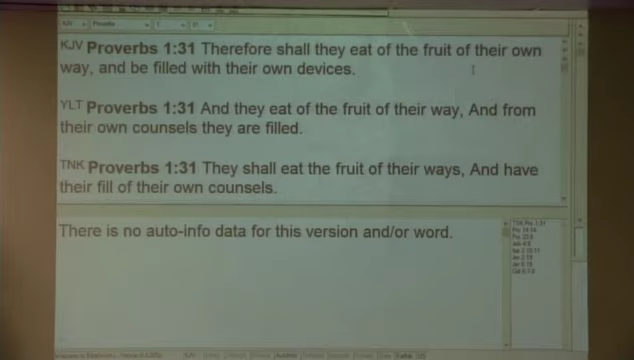 KJV Proverbs 1:31 Therefore shall they eat of the fruit of their own
way, and be filled with their own devices.
YLT Proverbs 1:31 And they eat of the fruit of their way, And from
their own counsels they are filled.
TNK Proverbs 1:31 They shall eat the fruit of their ways, And have
their fill of their own counsels.
There is no auto-info data for this version and/or word.